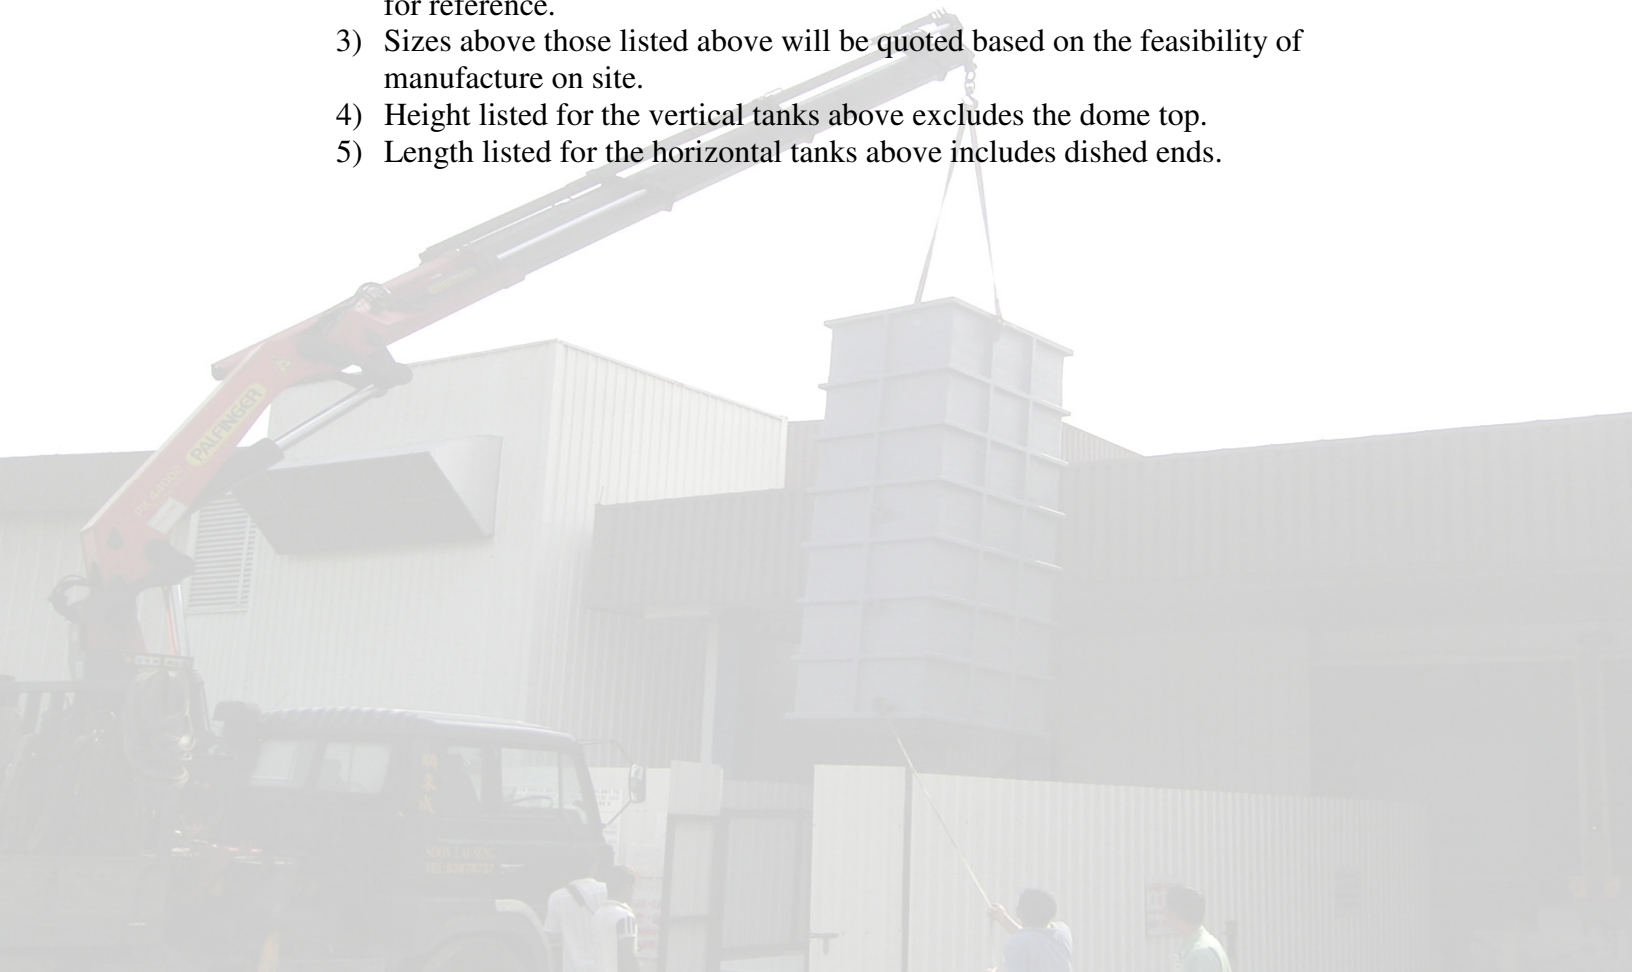 for reference.
3) Sizes above those listed above will be quoted based on the feasibility of
manufacture on site.
4) Height listed for the vertical tanks above excludes the dome top.
5) Length listed for the horizontal tanks above includes dished ends.
PALFINGER